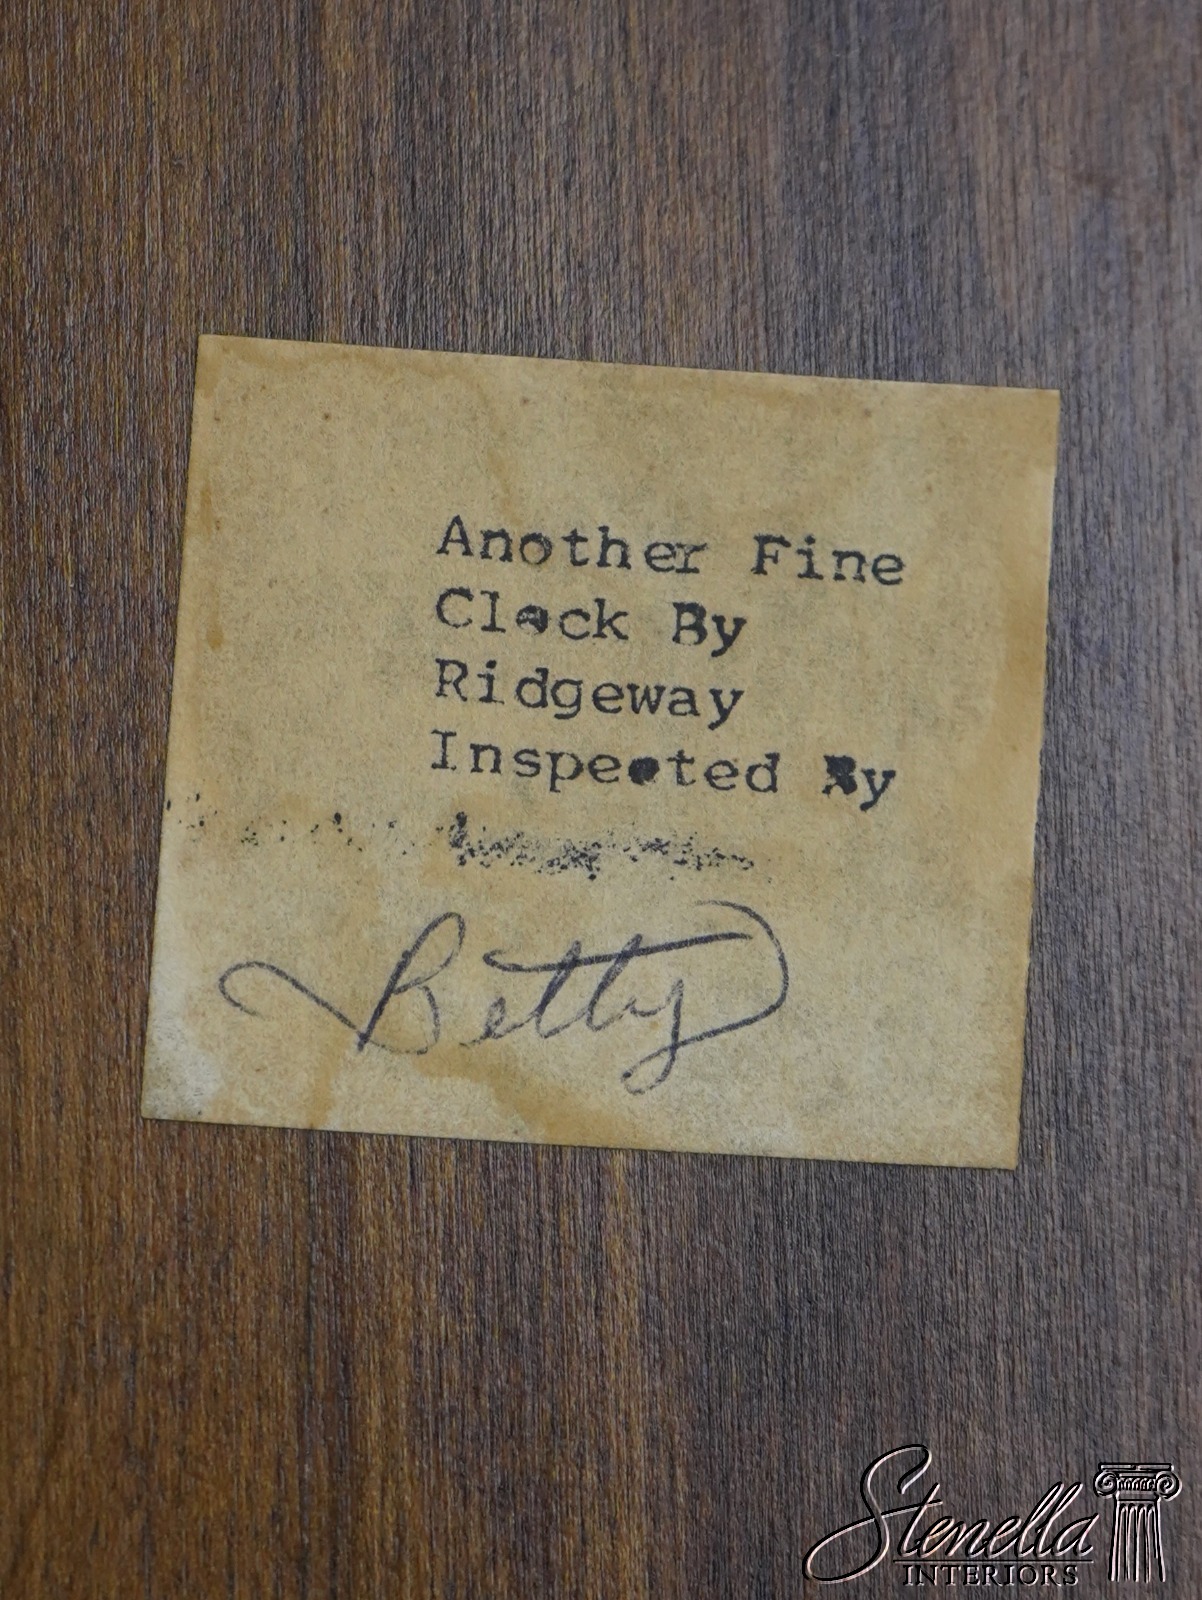 Another Fine
Clock By
Ridgeway
Inspected By
Betty
Stenella
INTERIORS